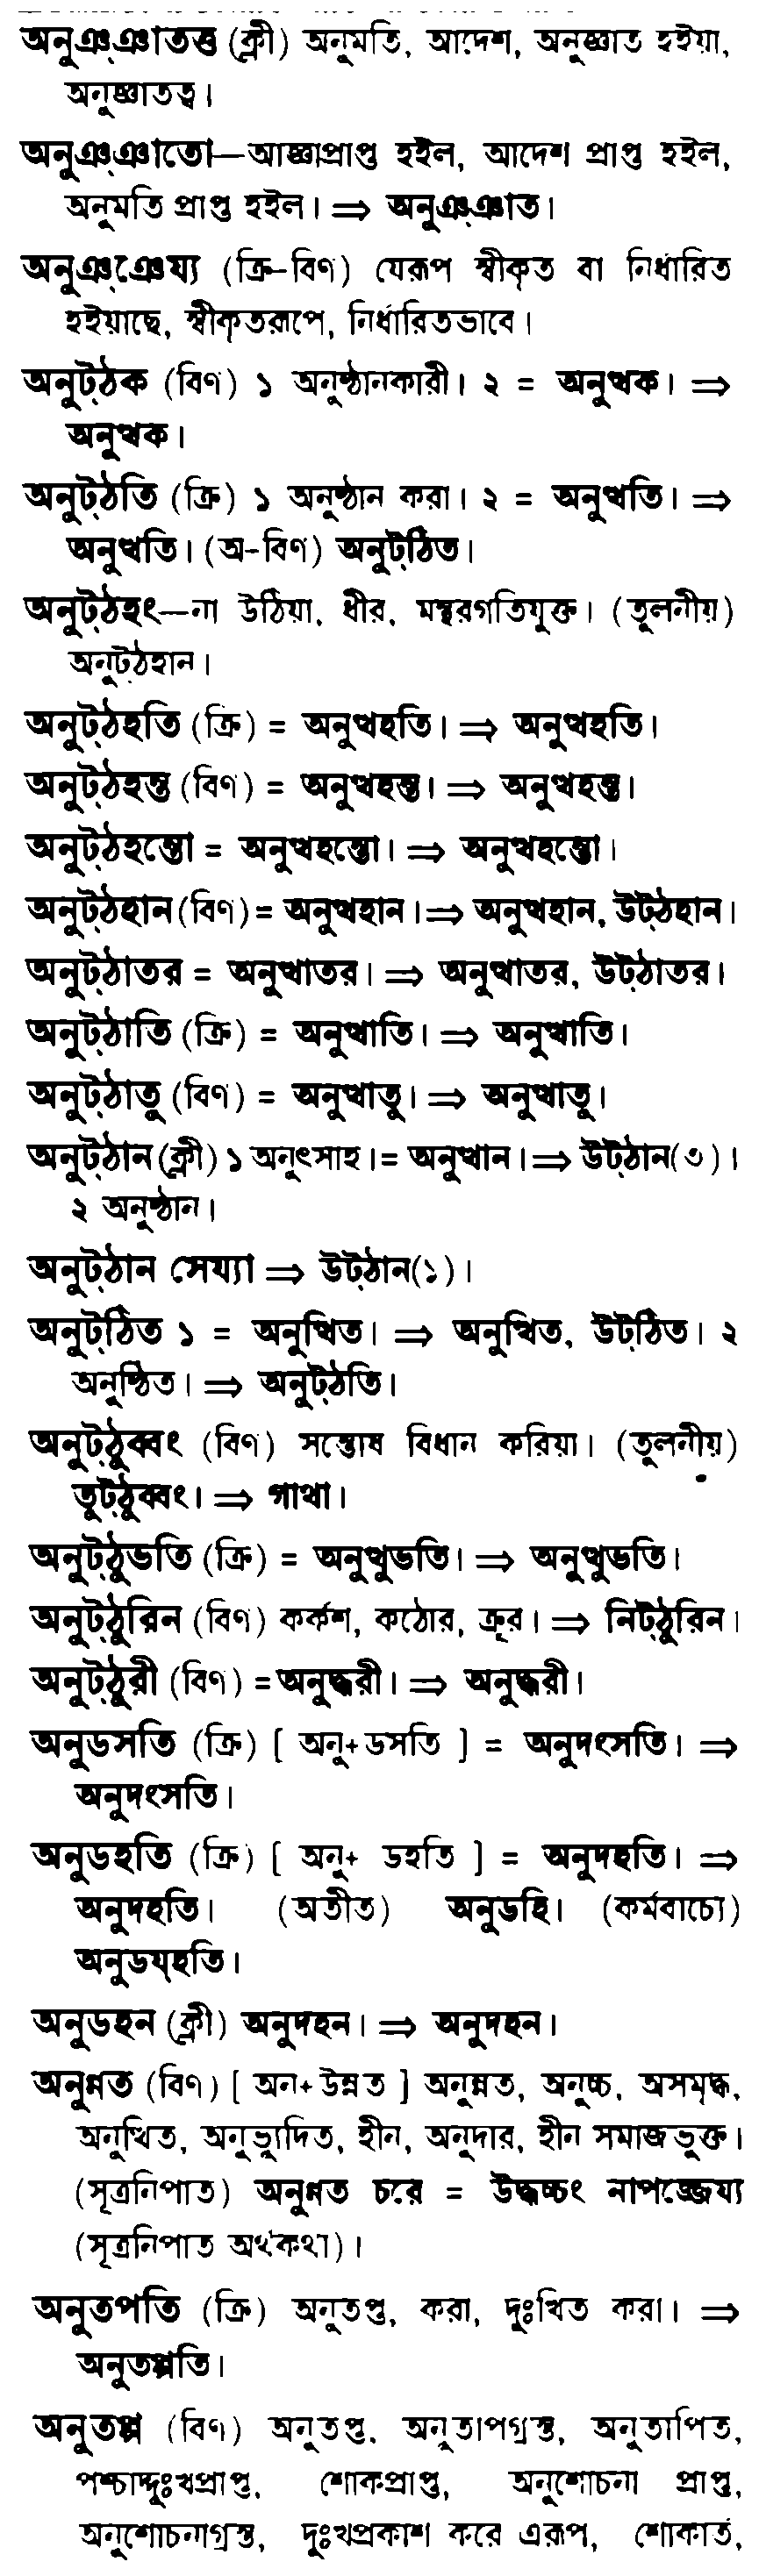 অনুঞ্ঞাতত্ত (ক্লী) অনুমতি, আদেশ, অনুজ্ঞাত হইয়া,
অনুজ্ঞাতত্ব।
অনুঞ্ঞাতো—আজ্ঞাপ্রাপ্ত হইল, আদেশ প্রাপ্ত হইল,
অনুমতি প্রাপ্ত হইল। ⇒ অনুঞ্ঞাত।
অনুঞ্ঞেয্য (ক্রি-বিণ) যেরূপ স্বীকৃত বা নির্ধারিত
হইয়াছে, স্বীকৃতরূপে, নির্ধারিতভাবে।
অনুট্ঠক (বিণ) ১ অনুষ্ঠানকারী। ২ = অনুত্থক। ⇒
অনুত্থক।
অনুট্ঠতি (ক্রি) ১ অনুষ্ঠান করা। ২ = অনুত্থতি। ⇒
অনুত্থতি। (অ-বিণ) অনুট্ঠিত।
অনুট্ঠহং—না উঠিয়া, ধীর, মন্থরগতিযুক্ত। (তুলনীয়)
অনুট্ঠহান।
অনুট্ঠহতি (ক্রি) = অনুত্থহতি। ⇒ অনুত্থহতি।
অনুট্ঠহন্ত (বিণ) = অনুত্থহন্ত। ⇒ অনুত্থহন্ত।
অনুট্ঠহন্তো = অনুত্থহন্তো। ⇒ অনুত্থহন্তো।
অনুট্ঠহান (বিণ) = অনুত্থহান। ⇒ অনুত্থহান, উট্ঠহান।
অনুট্ঠাতর = অনুত্থাতর। ⇒ অনুত্থাতর, উট্ঠাতর।
অনুট্ঠাতি (ক্রি) = অনুত্থাতি। ⇒ অনুত্থাতি।
অনুট্ঠাতু (বিণ) = অনুত্থাতু। ⇒ অনুত্থাতু।
অনুট্ঠান (ক্লী) ১ অনুৎসাহ। = অনুত্থান। ⇒ উট্ঠান(৩)।
২ অনুষ্ঠান।
অনুট্ঠান সেয্যা ⇒ উট্ঠান(১)।
অনুট্ঠিত ১ = অনুত্থিত। ⇒ অনুত্থিত, উট্ঠিত। ২
অনুষ্ঠিত। ⇒ অনুট্ঠতি।
অনুট্ঠুব্বং (বিণ) সন্তোষ বিধান করিয়া। (তুলনীয়)
তুট্ঠুব্বং। ⇒ গাথা।
অনুট্ঠুভতি (ক্রি) = অনুত্থুভতি। ⇒ অনুত্থুভতি।
অনুট্ঠুরিন (বিণ) কর্কশ, কঠোর, ক্রূর। ⇒ নিট্ঠুরিন।
অনুট্ঠুরী (বিণ) = অনুদ্ধরী। ⇒ অনুদ্ধরী।
অনুডসতি (ক্রি) [ অনু+ডসতি ] = অনুদংসতি। ⇒
অনুদংসতি।
অনুডহতি (ক্রি) [ অনু+ ডহতি ] = অনুদহতি। ⇒
অনুদহতি। (অতীত) অনুডহি। (কর্মবাচ্যে)
অনুডয্হতি।
অনুডহন (ক্লী) অনুদহন। ⇒ অনুদহন।
অনুণ্নত (বিণ) [ অন+উন্নত ] অনুন্নত, অনুচ্চ, অসমৃদ্ধ,
অনুত্থিত, অনভ্যুদিত, হীন, অনুদার, হীন সমাজভুক্ত।
(সূত্রনিপাত) অনুণ্নত চরে = উদ্ধচ্চং নাপজ্জেয্য
(সূত্রনিপাত অর্থকথা)।
অনুতপতি (ক্রি) অনুতপ্ত, করা, দুঃখিত করা। ⇒
অনুতপ্পতি।
অনুতপ্প (বিণ) অনুতপ্ত, অনুতাপগ্রস্ত, অনুতাপিত,
পশ্চাদ্দুঃখপ্রাপ্ত, শোকপ্রাপ্ত, অনুশোচনা প্রাপ্ত,
অনুশোচনাগ্রস্ত, দুঃখপ্রকাশ করে এরূপ, শোকার্ত,